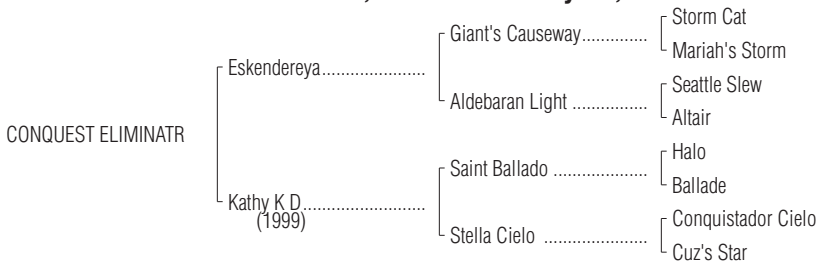 Storm Cat
Giant's Causeway..............
Mariah's Storm
Eskendereya......................
Seattle Slew
Aldebaran Light ................
Altair
CONQUEST ELIMINATR
Halo
Saint Ballado ....................
Ballade
Kathy K D..........................
(1999)
Conquistador Cielo
Stella Cielo ......................
Cuz's Star